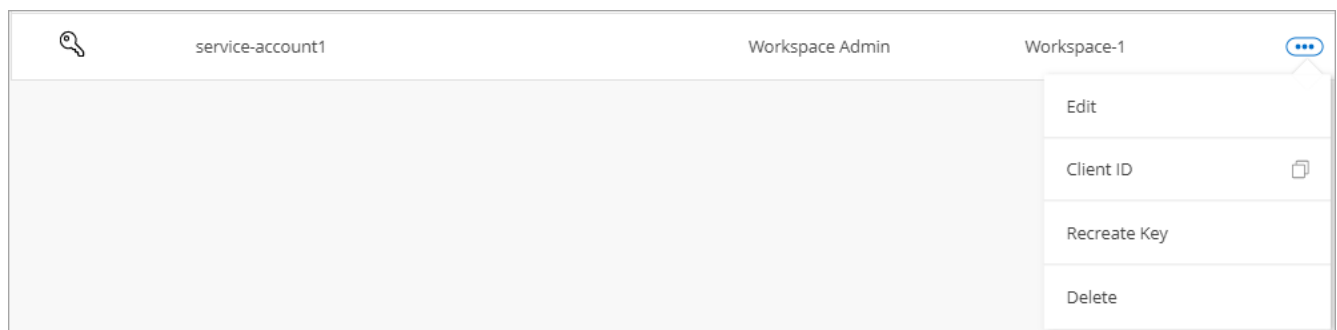 service-account1 Workspace Admin Workspace-1
Edit
Client ID
Recreate Key
Delete